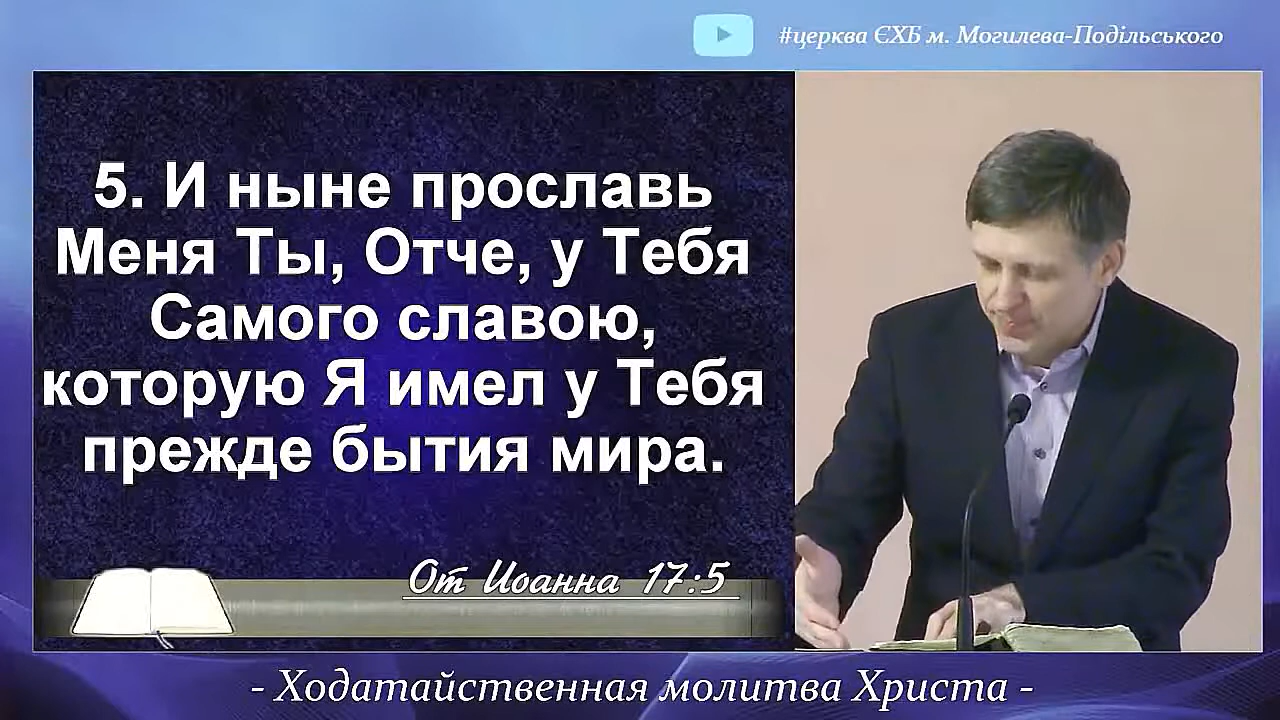 #церква ЄХБ м. Могилева-Подільського
5. И ныне прославь
Меня Ты, Отче, у Тебя
Самого славою,
которую Я имел у Тебя
прежде бытия мира.
От Иоанна 17:5
- Ходатайственная молитва Христа -